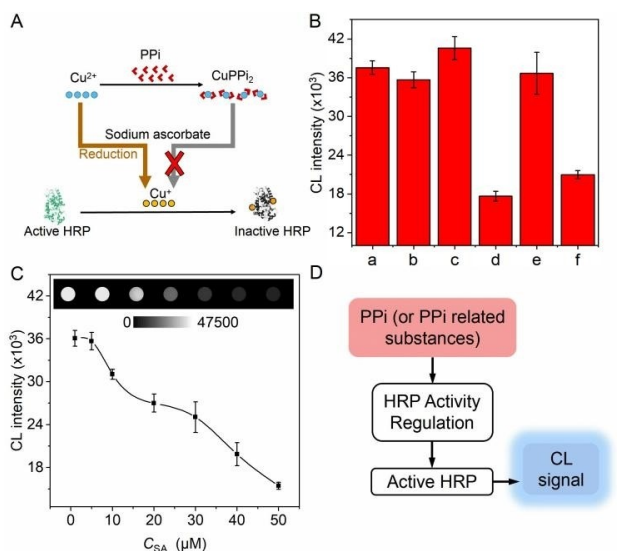 A
PPi
Cu²⁺
CuPPi₂
Sodium ascorbate
Reduction
Cu⁺
Active HRP
Inactive HRP
B
CL intensity (x10³)
42
36
30
24
18
12
a b c d e f
C
0 47500
CL intensity (x10³)
42
36
30
24
18
0 10 20 30 40 50
C_SA (μM)
D
PPi (or PPi related
substances)
HRP Activity
Regulation
Active HRP
CL
signal